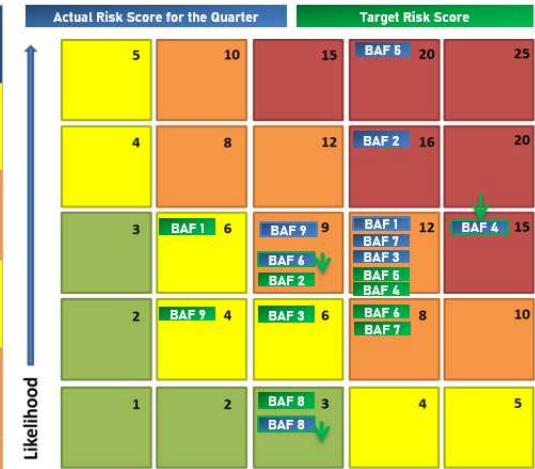 Actual Risk Score for the Quarter
Target Risk Score
5
10
15
BAF 5 20
25
4
8
12
BAF 2 16
20
3
BAF 1 6
BAF 9 9
BAF 6
BAF 2
BAF 1 12
BAF 7
BAF 3
BAF 5
BAF 4
BAF 4 15
2
BAF 9 4
BAF 3 6
BAF 6 8
BAF 7
10
1
2
BAF 8 3
BAF 8
4
5
Likelihood